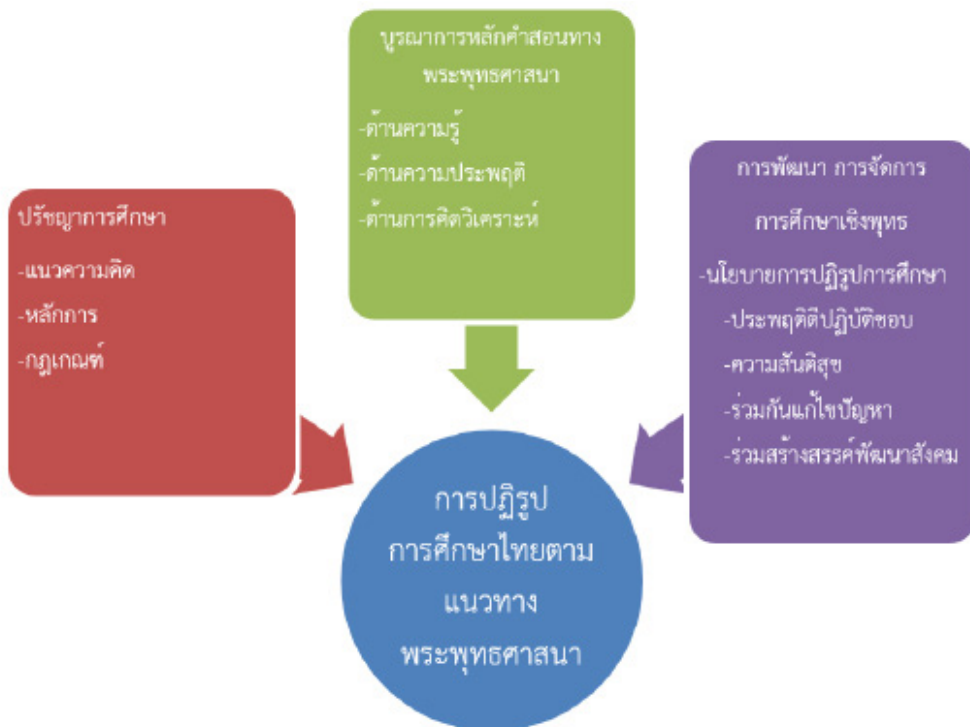 ปรัชญาการศึกษา
-แนวความคิด
-หลักการ
-กฎเกณฑ์
บูรณาการหลักคำสอนทาง
พระพุทธศาสนา
-ด้านความรู้
-ด้านความประพฤติ
-ด้านการคิดวิเคราะห์
การพัฒนา การจัดการ
การศึกษาเชิงพุทธ
-นโยบายการปฏิรูปการศึกษา
-ประพฤติดีปฏิบัติชอบ
-ความสันติสุข
-ร่วมกันแก้ไขปัญหา
-ร่วมสร้างสรรค์พัฒนาสังคม
การปฏิรูป
การศึกษาไทยตาม
แนวทาง
พระพุทธศาสนา